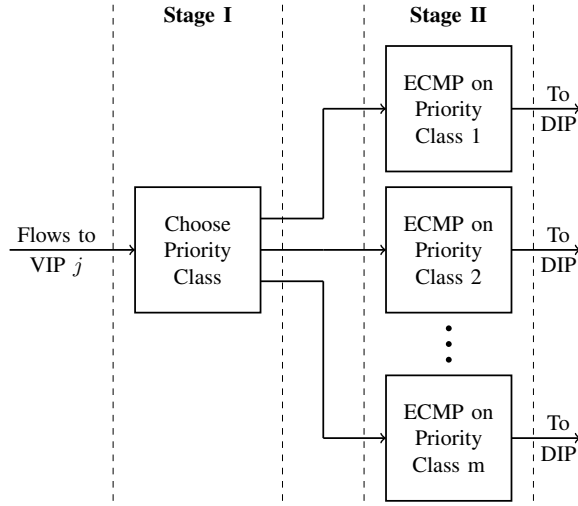 Stage I
Stage II
ECMP on
Priority
Class 1
To
DIP
Flows to
VIP j
Choose
Priority
Class
ECMP on
Priority
Class 2
To
DIP
ECMP on
Priority
Class m
To
DIP